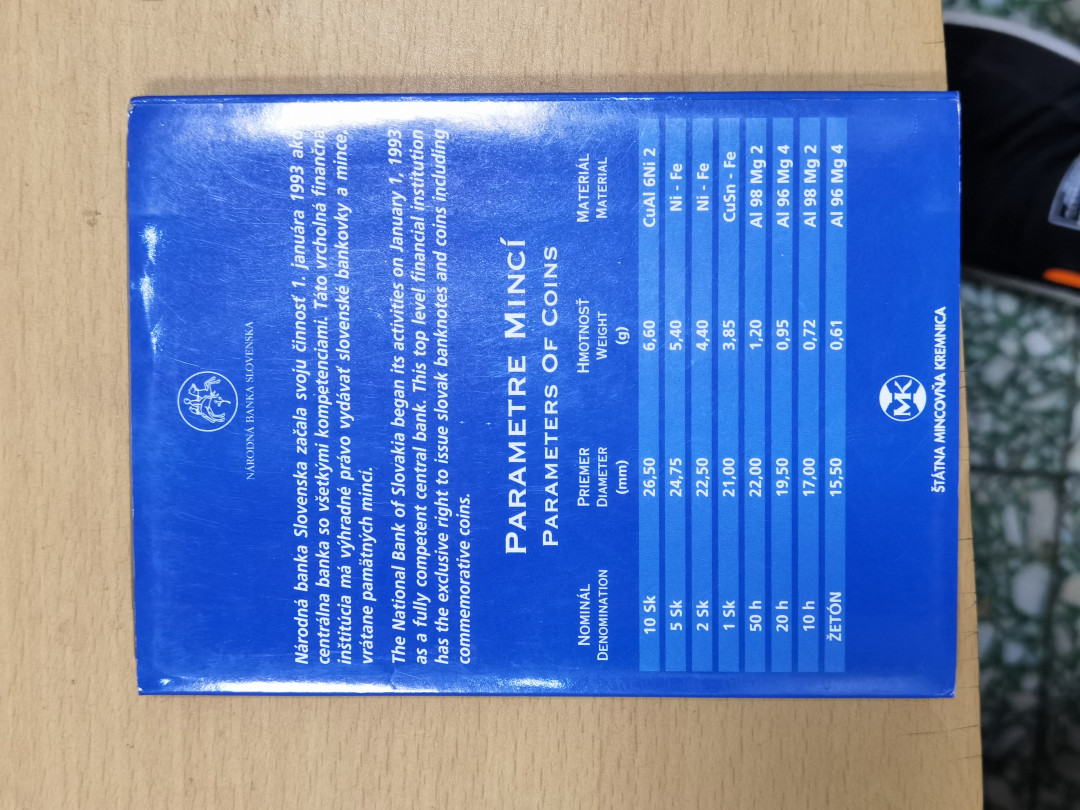 NÁRODNÁ BANKA SLOVENSKA
Národná banka Slovenska začala svoju činnosť 1. januára 1993 ako
centrálna banka so všetkými kompetenciami. Táto vrcholná finančná
inštitúcia má výhradné právo vydávať slovenské bankovky a mince,
vrátane pamätných mincí.
The National Bank of Slovakia began its activities on January 1, 1993
as a fully competent central bank. This top level financial institution
has the exclusive right to issue slovak banknotes and coins including
commemorative coins.
PARAMETRE MINCÍ
PARAMETERS OF COINS
NOMINÁL PRIEMER HMOTNOSŤ MATERIÁL
DENOMINATION DIAMETER WEIGHT MATERIAL
(mm) (g)
10 Sk 26,50 6,60 CuAl 6Ni 2
5 Sk 24,75 5,40 Ni - Fe
2 Sk 22,50 4,40 Ni - Fe
1 Sk 21,00 3,85 CuSn - Fe
50 h 22,00 1,20 Al 98 Mg 2
20 h 19,50 0,95 Al 96 Mg 4
10 h 17,00 0,72 Al 98 Mg 2
ŽETÓN 15,50 0,61 Al 96 Mg 4
MK
ŠTÁTNA MINCOVŇA KREMNICA